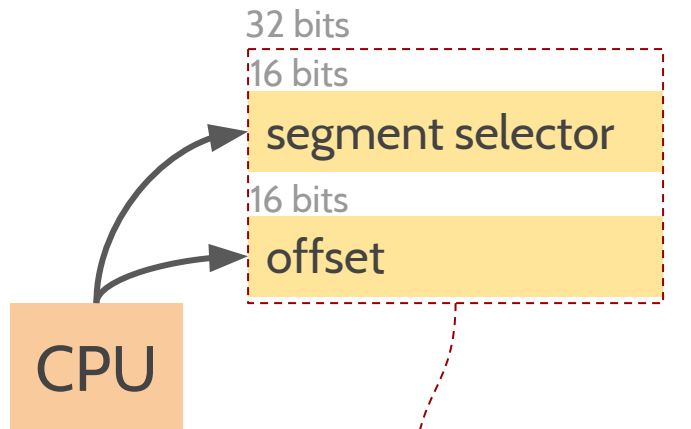 32 bits
16 bits
segment selector
16 bits
offset
CPU